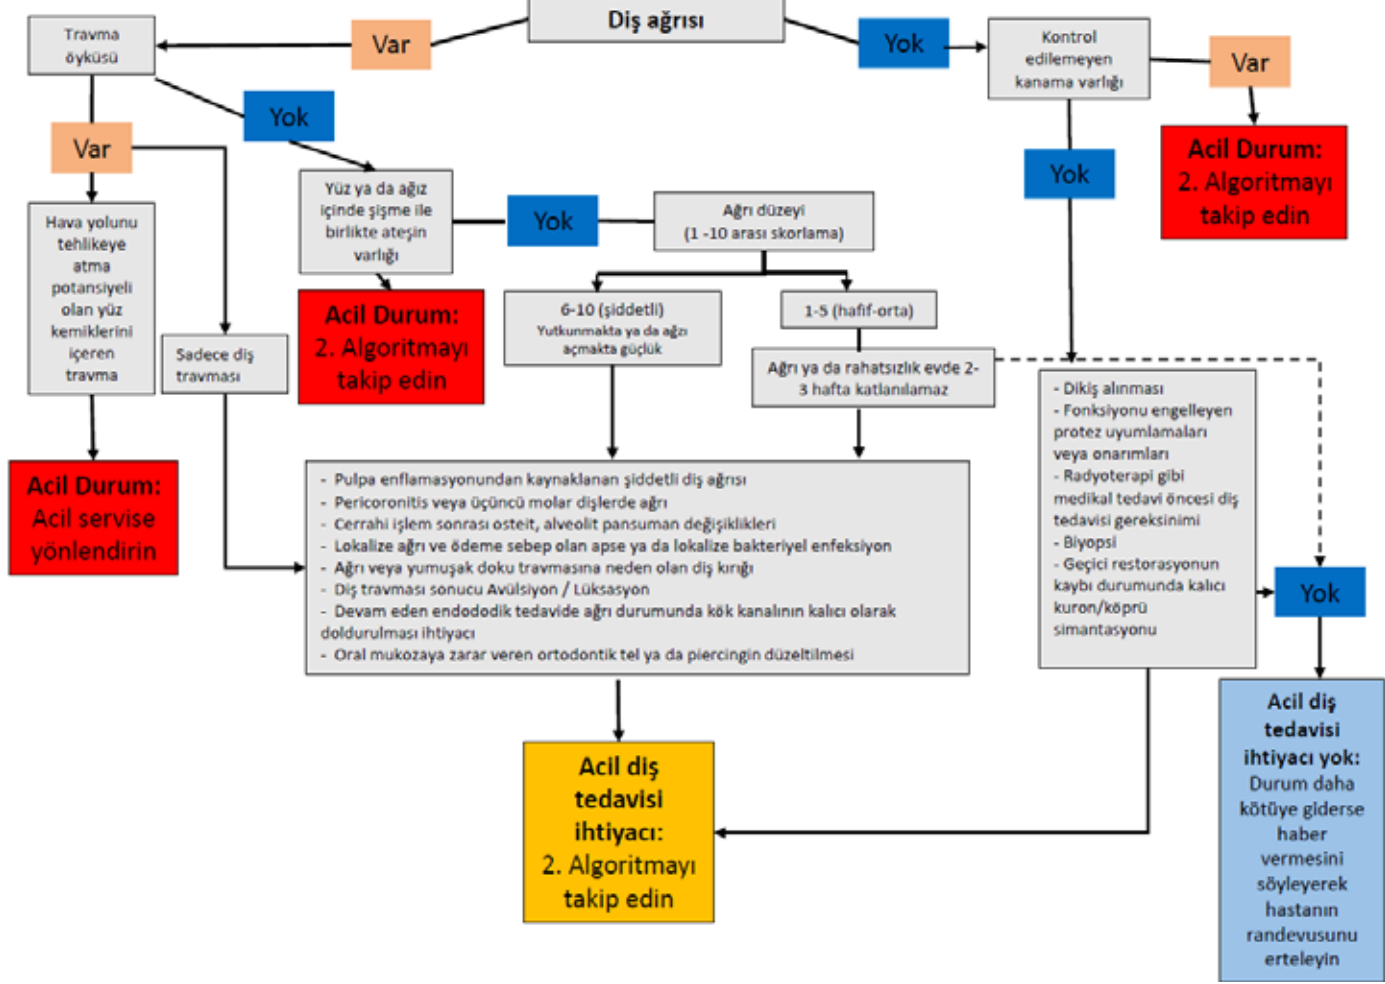 Diş ağrısı
Var
Yok
Travma
öyküsü
Kontrol
edilemeyen
kanama varlığı
Var
Yok
Var
Acil Durum:
2. Algoritmayı
takip edin
Yok
Yüz ya da ağız
içinde şişme ile
birlikte ateşin
varlığı
Yok
Ağrı düzeyi
(1 -10 arası skorlama)
Hava yolunu
tehlikeye
atma
potansiyeli
olan yüz
kemiklerini
içeren
travma
Acil Durum:
2. Algoritmayı
takip edin
6-10 (şiddetli)
Yutkunmakta ya da ağzı
açmakta güçlük
1-5 (hafif-orta)
Sadece diş
travması
Ağrı ya da rahatsızlık evde 2-
3 hafta katlanılamaz
- Dikiş alınması
- Fonksiyonu engelleyen
protez uyumlamaları
veya onarımları
- Radyoterapi gibi
medikal tedavi öncesi diş
tedavisi gereksinimi
- Biyopsi
- Geçici restorasyonun
kaybı durumunda kalıcı
kuron/köprü
simantasyonu
Acil Durum:
Acil servise
yönlendirin
- Pulpa enflamasyonundan kaynaklanan şiddetli diş ağrısı
- Pericoronitis veya üçüncü molar dişlerde ağrı
- Cerrahi işlem sonrası osteit, alveolit pansuman değişiklikleri
- Lokalize ağrı ve ödeme sebep olan apse ya da lokalize bakteriyel enfeksiyon
- Ağrı veya yumuşak doku travmasına neden olan diş kırığı
- Diş travması sonucu Avülsiyon / Lüksasyon
- Devam eden endododik tedavide ağrı durumunda kök kanalının kalıcı olarak
doldurulması ihtiyacı
- Oral mukozaya zarar veren ortodontik tel ya da piercingin düzeltilmesi
Yok
Acil diş
tedavisi
ihtiyacı yok:
Durum daha
kötüye giderse
haber
vermesini
söyleyerek
hastanın
randevusunu
erteleyin
Acil diş
tedavisi
ihtiyacı:
2. Algoritmayı
takip edin